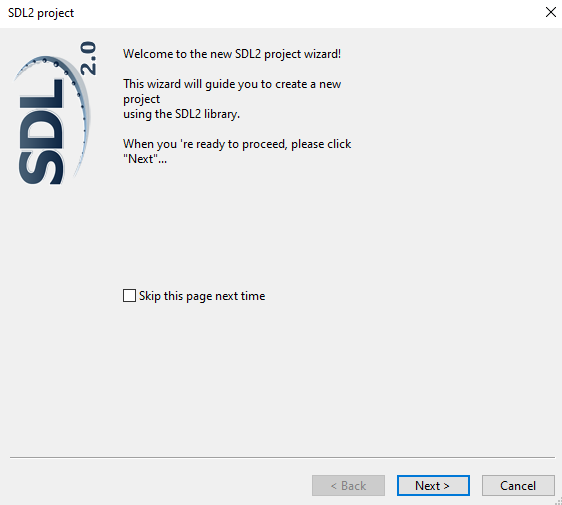 SDL2 project
SDL 2.0
Welcome to the new SDL2 project wizard!
This wizard will guide you to create a new
project
using the SDL2 library.
When you 're ready to proceed, please click
"Next"...
Skip this page next time
< Back
Next >
Cancel